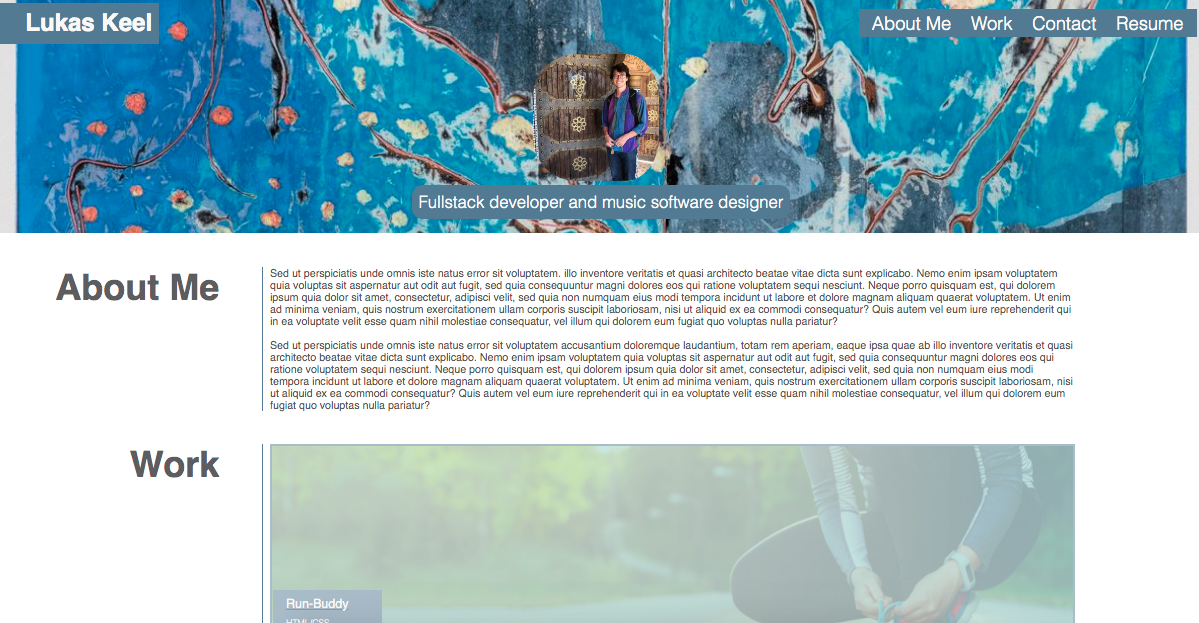 Lukas Keel
About Me Work Contact Resume
Fullstack developer and music software designer
About Me
Sed ut perspiciatis unde omnis iste natus error sit voluptatem. illo inventore veritatis et quasi architecto beatae vitae dicta sunt explicabo. Nemo enim ipsam voluptatem
quia voluptas sit aspernatur aut odit aut fugit, sed quia consequuntur magni dolores eos qui ratione voluptatem sequi nesciunt. Neque porro quisquam est, qui dolorem
ipsum quia dolor sit amet, consectetur, adipisci velit, sed quia non numquam eius modi tempora incidunt ut labore et dolore magnam aliquam quaerat voluptatem. Ut enim
ad minima veniam, quis nostrum exercitationem ullam corporis suscipit laboriosam, nisi ut aliquid ex ea commodi consequatur? Quis autem vel eum iure reprehenderit qui
in ea voluptate velit esse quam nihil molestiae consequatur, vel illum qui dolorem eum fugiat quo voluptas nulla pariatur?
Sed ut perspiciatis unde omnis iste natus error sit voluptatem accusantium doloremque laudantium, totam rem aperiam, eaque ipsa quae ab illo inventore veritatis et quasi
architecto beatae vitae dicta sunt explicabo. Nemo enim ipsam voluptatem quia voluptas sit aspernatur aut odit aut fugit, sed quia consequuntur magni dolores eos qui
ratione voluptatem sequi nesciunt. Neque porro quisquam est, qui dolorem ipsum quia dolor sit amet, consectetur, adipisci velit, sed quia non numquam eius modi
tempora incidunt ut labore et dolore magnam aliquam quaerat voluptatem. Ut enim ad minima veniam, quis nostrum exercitationem ullam corporis suscipit laboriosam, nisi
ut aliquid ex ea commodi consequatur? Quis autem vel eum iure reprehenderit qui in ea voluptate velit esse quam nihil molestiae consequatur, vel illum qui dolorem eum
fugiat quo voluptas nulla pariatur?
Work
Run-Buddy
HTML/CSS